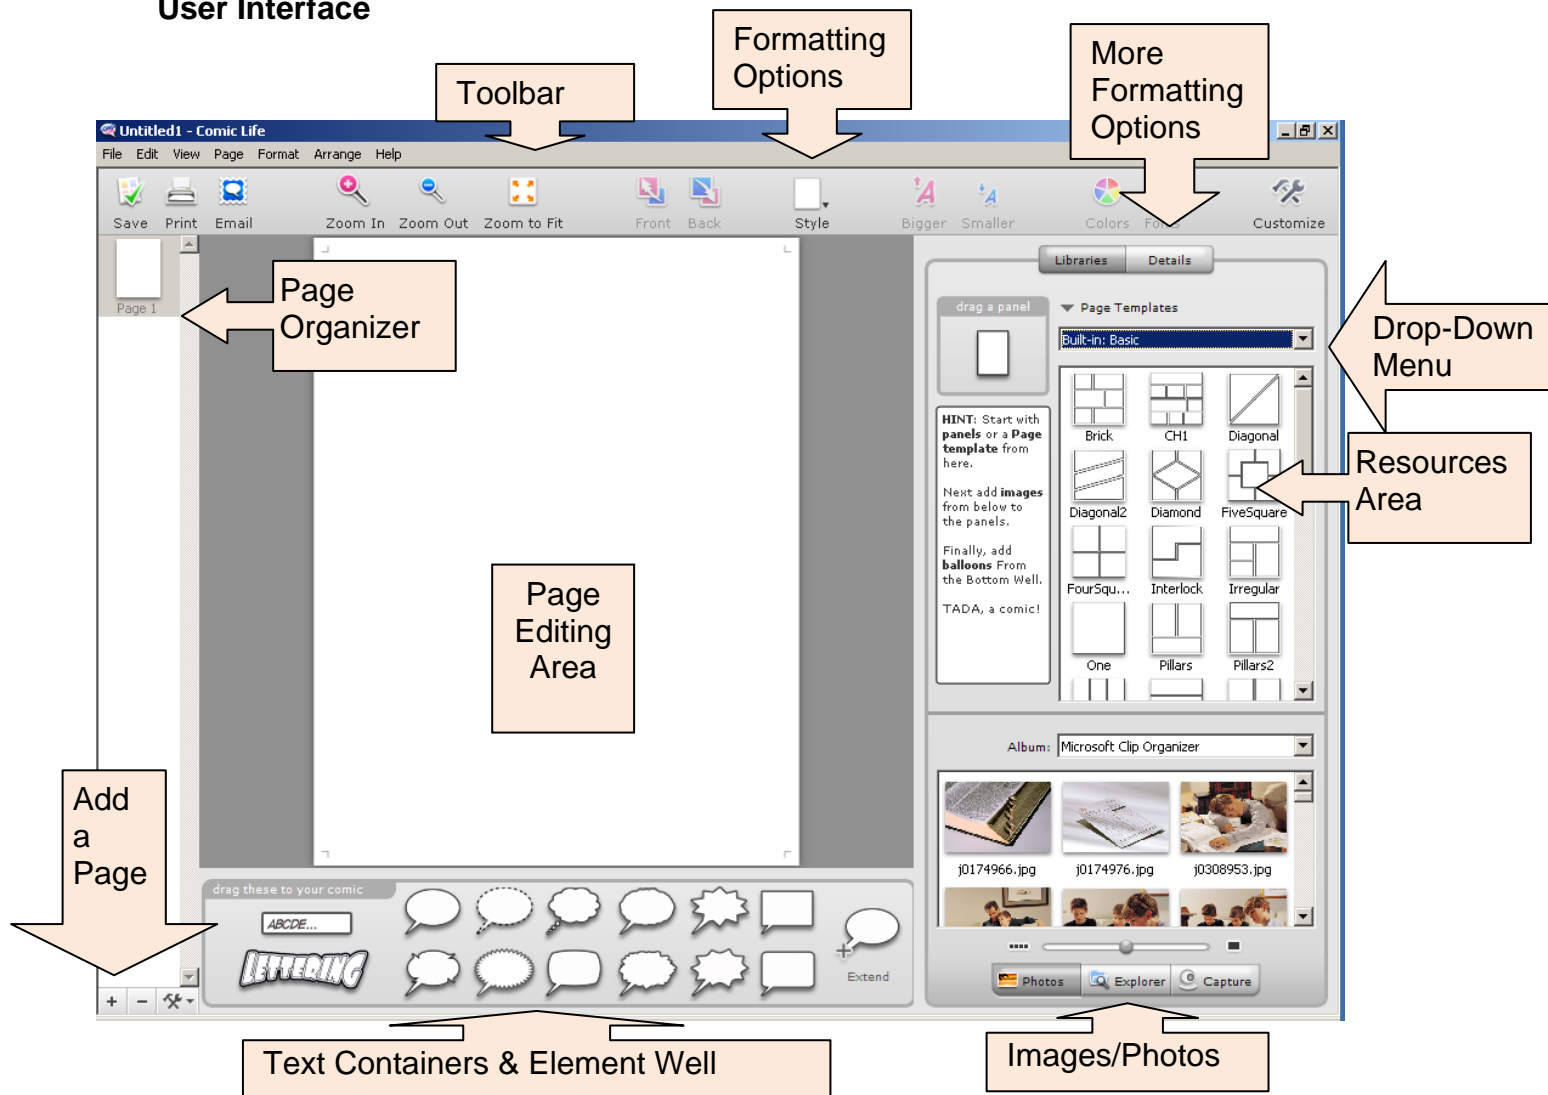 User Interface
Formatting
Options
More
Formatting
Options
Toolbar
Untitled1 - Comic Life
File Edit View Page Format Arrange Help
Save Print Email Zoom In Zoom Out Zoom to Fit Front Back Style Bigger Smaller Colors Customize
Page 1
Page
Organizer
Libraries Details
drag a panel
Page Templates
Built-in: Basic
Drop-Down
Menu
HINT: Start with
panels or a Page
template from
here.
Next add images
from below to
the panels.
Finally, add
balloons From
the Bottom Well.
TADA, a comic!
Brick CH1 Diagonal
Diagonal2 Diamond FiveSquare
FourSqu... Interlock Irregular
One Pillars Pillars2
Resources
Area
Page
Editing
Area
Album: Microsoft Clip Organizer
j0174966.jpg j0174976.jpg j0308953.jpg
Photos Explorer Capture
Add
a
Page
drag these to your comic
ABCDE...
LETTERING
Extend
Text Containers & Element Well
Images/Photos